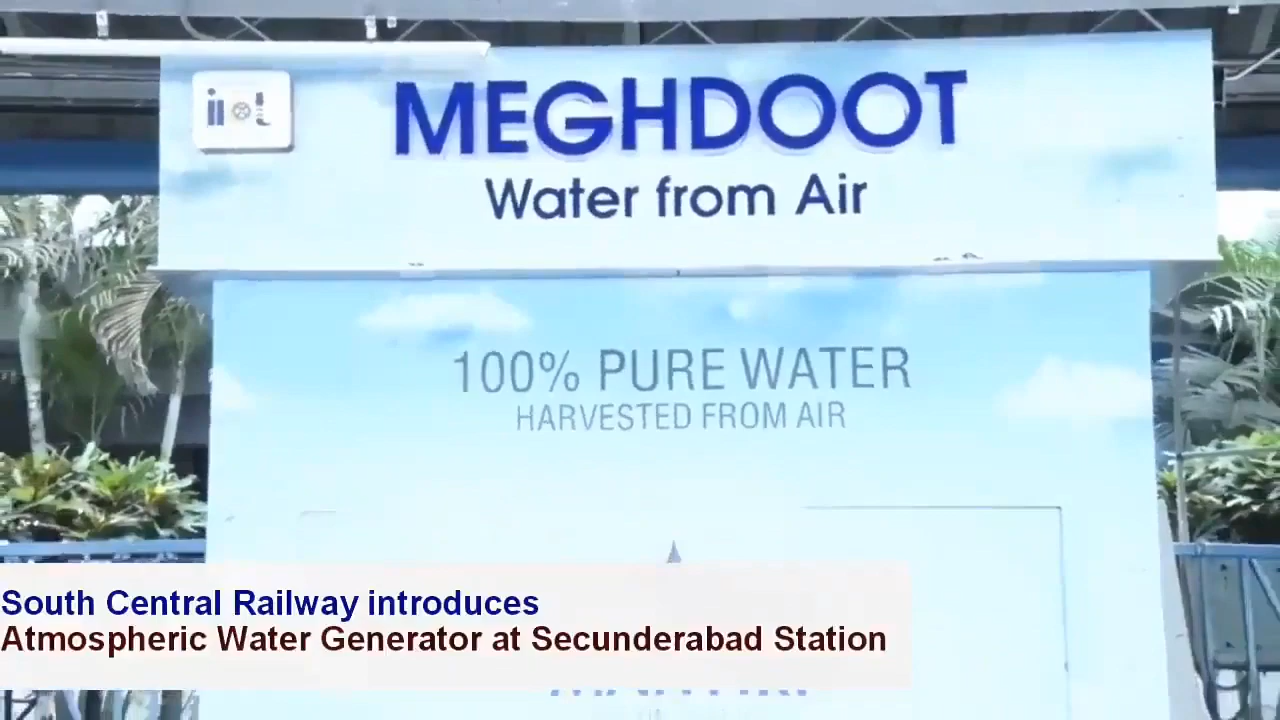 MEGHDOOT
Water from Air
100% PURE WATER
HARVESTED FROM AIR
South Central Railway introduces
Atmospheric Water Generator at Secunderabad Station